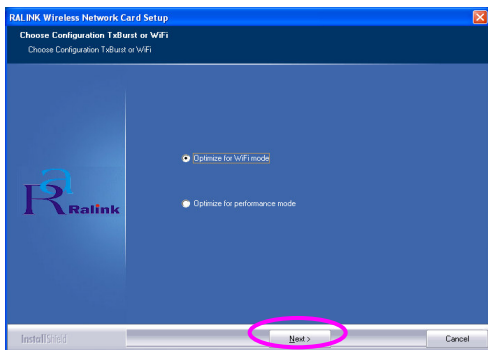 RALINK Wireless Network Card Setup
Choose Configuration TxBurst or WiFi
Choose Configuration TxBurst or WiFi
Optimize for WiFi mode
Optimize for performance mode
Ralink
InstallShield
Next >
Cancel